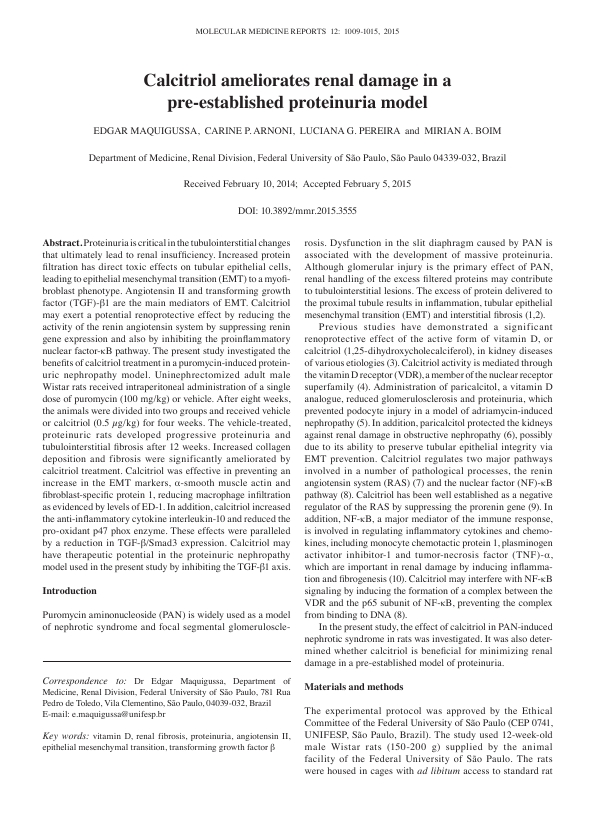 MOLECULAR MEDICINE REPORTS 12: 1009-1015, 2015
Calcitriol ameliorates renal damage in a
pre-established proteinuria model
EDGAR MAQUIGUSSA, CARINE P. ARNONI, LUCIANA G. PEREIRA and MIRIAN A. BOIM
Department of Medicine, Renal Division, Federal University of São Paulo, São Paulo 04339-032, Brazil
Received February 10, 2014; Accepted February 5, 2015
DOI: 10.3892/mmr.2015.3555
Abstract. Proteinuria is critical in the tubulointerstitial changes
that ultimately lead to renal insufficiency. Increased protein
filtration has direct toxic effects on tubular epithelial cells,
leading to epithelial mesenchymal transition (EMT) to a myofi-
broblast phenotype. Angiotensin II and transforming growth
factor (TGF)-β1 are the main mediators of EMT. Calcitriol
may exert a potential renoprotective effect by reducing the
activity of the renin angiotensin system by suppressing renin
gene expression and also by inhibiting the proinflammatory
nuclear factor-κB pathway. The present study investigated the
benefits of calcitriol treatment in a puromycin-induced protein-
uric nephropathy model. Uninephrectomized adult male
Wistar rats received intraperitoneal administration of a single
dose of puromycin (100 mg/kg) or vehicle. After eight weeks,
the animals were divided into two groups and received vehicle
or calcitriol (0.5 µg/kg) for four weeks. The vehicle-treated,
proteinuric rats developed progressive proteinuria and
tubulointerstitial fibrosis after 12 weeks. Increased collagen
deposition and fibrosis were significantly ameliorated by
calcitriol treatment. Calcitriol was effective in preventing an
increase in the EMT markers, α-smooth muscle actin and
fibroblast-specific protein 1, reducing macrophage infiltration
as evidenced by levels of ED-1. In addition, calcitriol increased
the anti-inflammatory cytokine interleukin-10 and reduced the
pro-oxidant p47 phox enzyme. These effects were paralleled
by a reduction in TGF-β/Smad3 expression. Calcitriol may
have therapeutic potential in the proteinuric nephropathy
model used in the present study by inhibiting the TGF-β1 axis.
Introduction
Puromycin aminonucleoside (PAN) is widely used as a model
of nephrotic syndrome and focal segmental glomeruloscle-
Correspondence to: Dr Edgar Maquigussa, Department of
Medicine, Renal Division, Federal University of São Paulo, 781 Rua
Pedro de Toledo, Vila Clementino, São Paulo, 04039-032, Brazil
E-mail: e.maquigussa@unifesp.br
Key words: vitamin D, renal fibrosis, proteinuria, angiotensin II,
epithelial mesenchymal transition, transforming growth factor β
rosis. Dysfunction in the slit diaphragm caused by PAN is
associated with the development of massive proteinuria.
Although glomerular injury is the primary effect of PAN,
renal handling of the excess filtered proteins may contribute
to tubulointerstitial lesions. The excess of protein delivered to
the proximal tubule results in inflammation, tubular epithelial
mesenchymal transition (EMT) and interstitial fibrosis (1,2).
Previous studies have demonstrated a significant
renoprotective effect of the active form of vitamin D, or
calcitriol (1,25-dihydroxycholecalciferol), in kidney diseases
of various etiologies (3). Calcitriol activity is mediated through
the vitamin D receptor (VDR), a member of the nuclear receptor
superfamily (4). Administration of paricalcitol, a vitamin D
analogue, reduced glomerulosclerosis and proteinuria, which
prevented podocyte injury in a model of adriamycin-induced
nephropathy (5). In addition, paricalcitol protected the kidneys
against renal damage in obstructive nephropathy (6), possibly
due to its ability to preserve tubular epithelial integrity via
EMT prevention. Calcitriol regulates two major pathways
involved in a number of pathological processes, the renin
angiotensin system (RAS) (7) and the nuclear factor (NF)-κB
pathway (8). Calcitriol has been well established as a negative
regulator of the RAS by suppressing the prorenin gene (9). In
addition, NF-κB, a major mediator of the immune response,
is involved in regulating inflammatory cytokines and chemo-
kines, including monocyte chemotactic protein 1, plasminogen
activator inhibitor-1 and tumor-necrosis factor (TNF)-α,
which are important in renal damage by inducing inflamma-
tion and fibrogenesis (10). Calcitriol may interfere with NF-κB
signaling by inducing the formation of a complex between the
VDR and the p65 subunit of NF-κB, preventing the complex
from binding to DNA (8).
In the present study, the effect of calcitriol in PAN-induced
nephrotic syndrome in rats was investigated. It was also deter-
mined whether calcitriol is beneficial for minimizing renal
damage in a pre-established model of proteinuria.
Materials and methods
The experimental protocol was approved by the Ethical
Committee of the Federal University of São Paulo (CEP 0741,
UNIFESP, São Paulo, Brazil). The study used 12-week-old
male Wistar rats (150-200 g) supplied by the animal
facility of the Federal University of São Paulo. The rats
were housed in cages with ad libitum access to standard rat